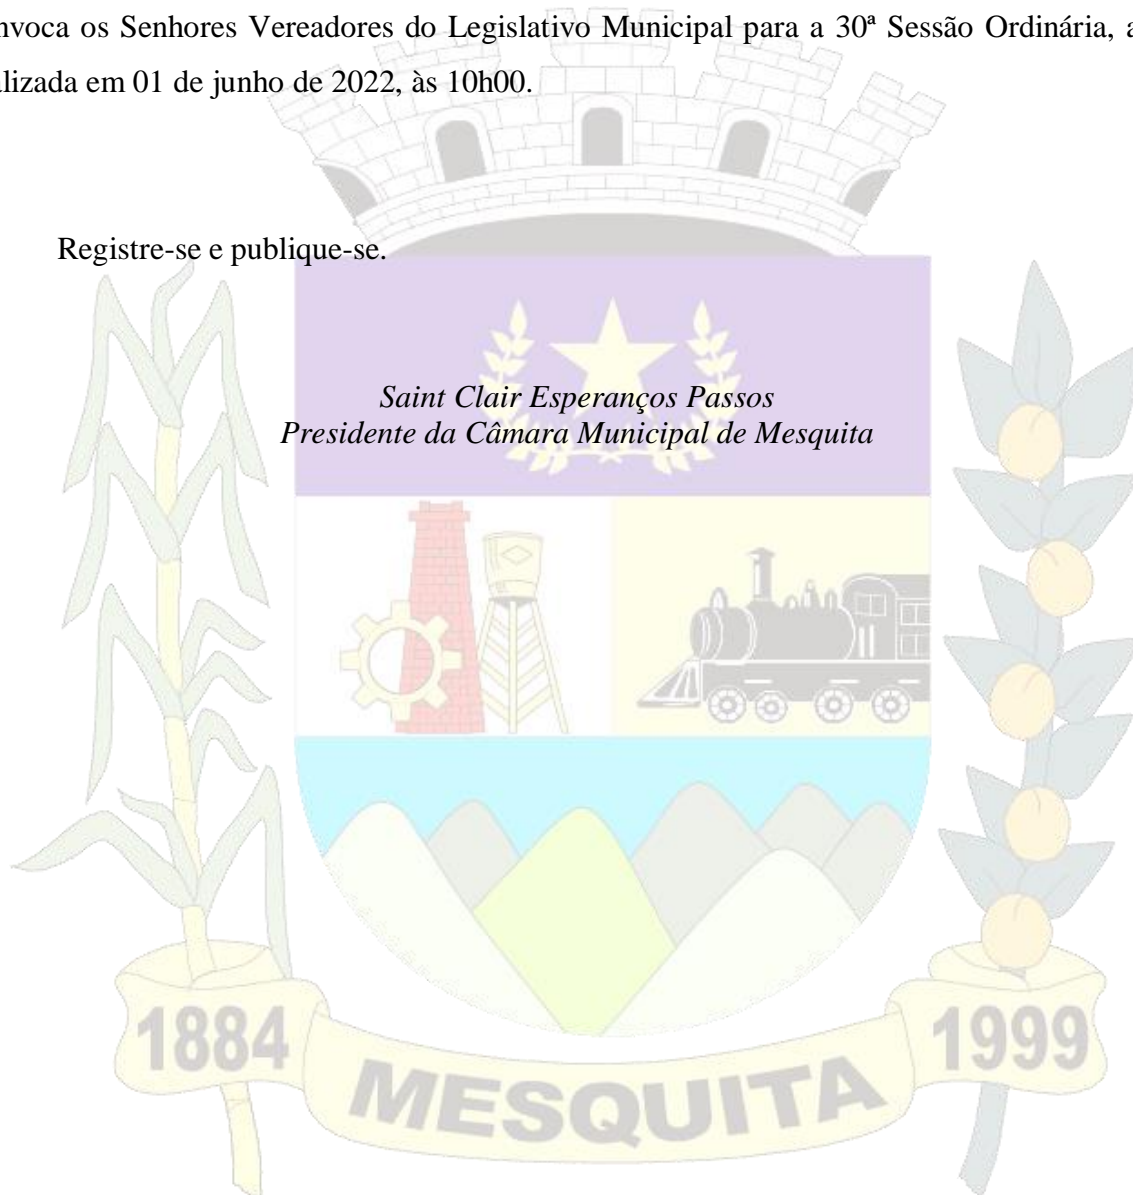 nvoca os Senhores Vereadores do Legislativo Municipal para a 30ª Sessão Ordinária, a
alizada em 01 de junho de 2022, às 10h00.
Registre-se e publique-se.
Saint Clair Esperanços Passos
Presidente da Câmara Municipal de Mesquita
1884
MESQUITA
1999